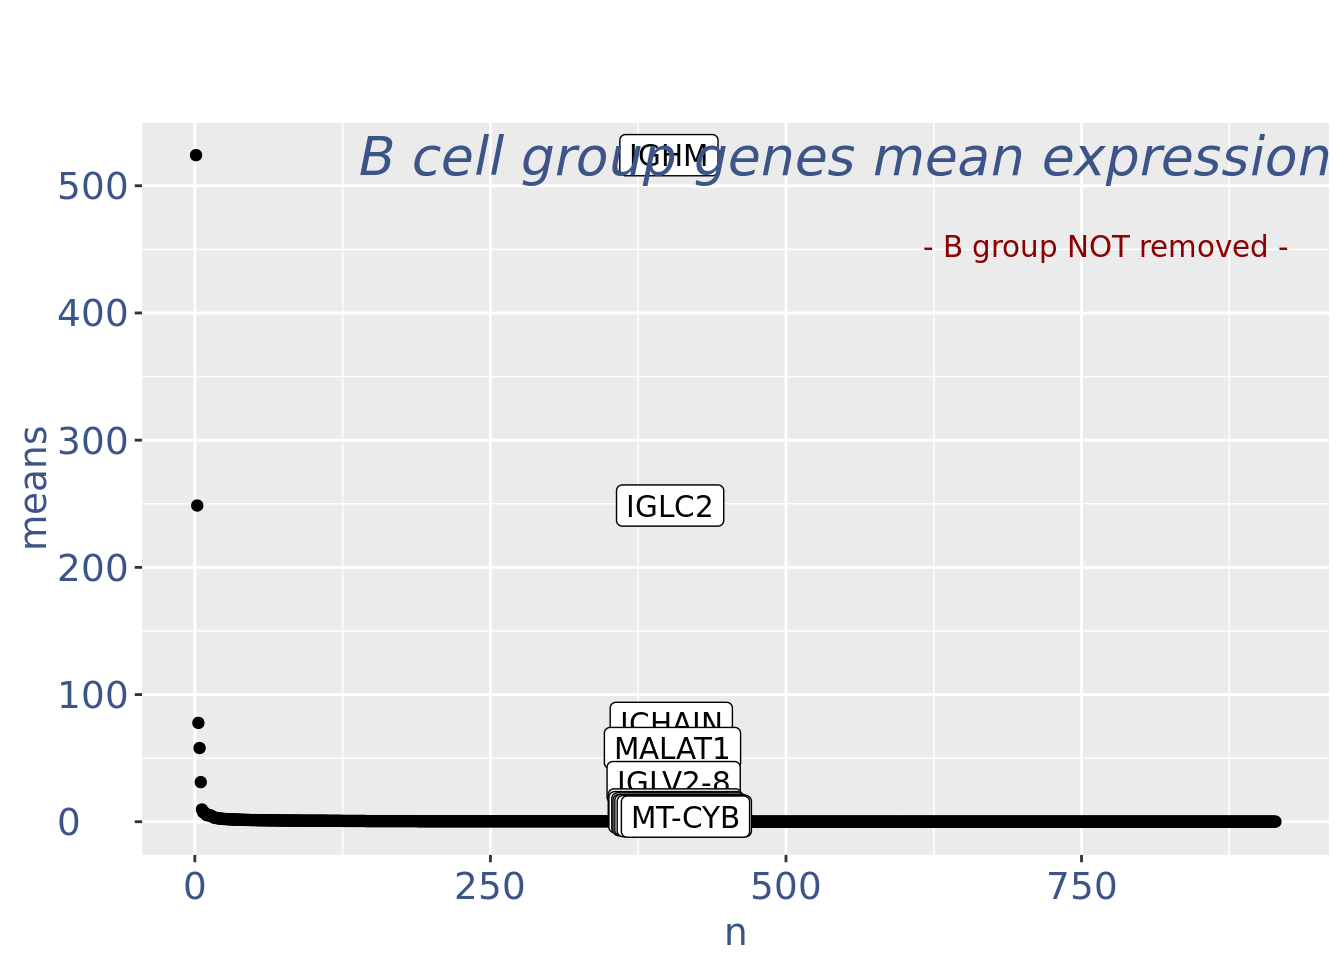 B cell group genes mean expression
IGHM
- B group NOT removed -
500
400
300
200
100
0
means
IGLC2
JCHAIN
MALAT1
IGLV2-8
MT-CYB
0
250
500
750
n